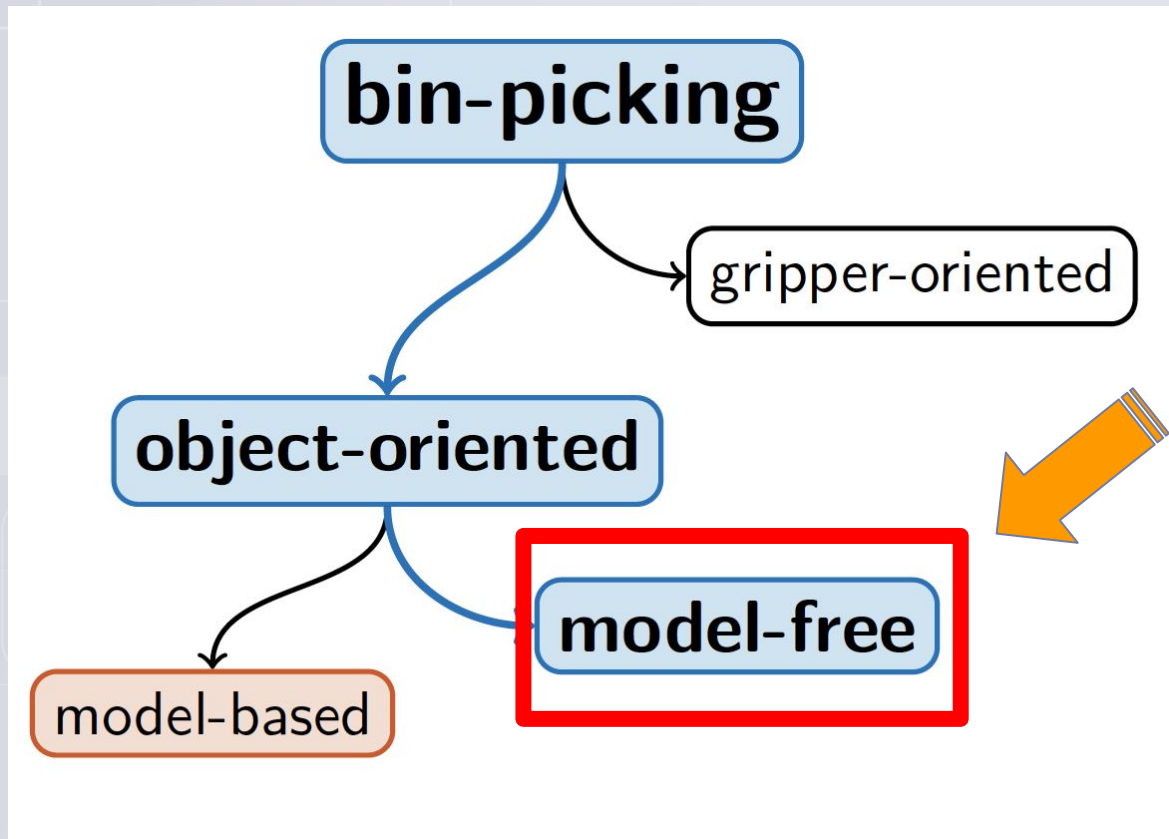 bin-picking
gripper-oriented
object-oriented
model-free
model-based